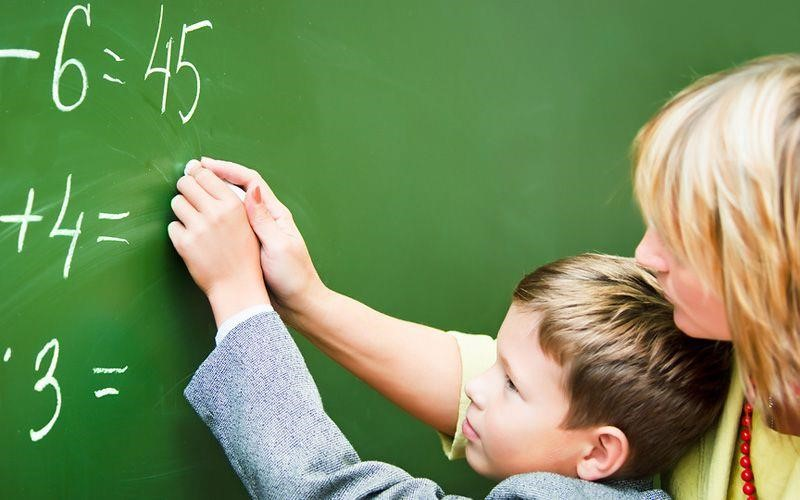 - 6 = 45
+ 4 =
· 3 =